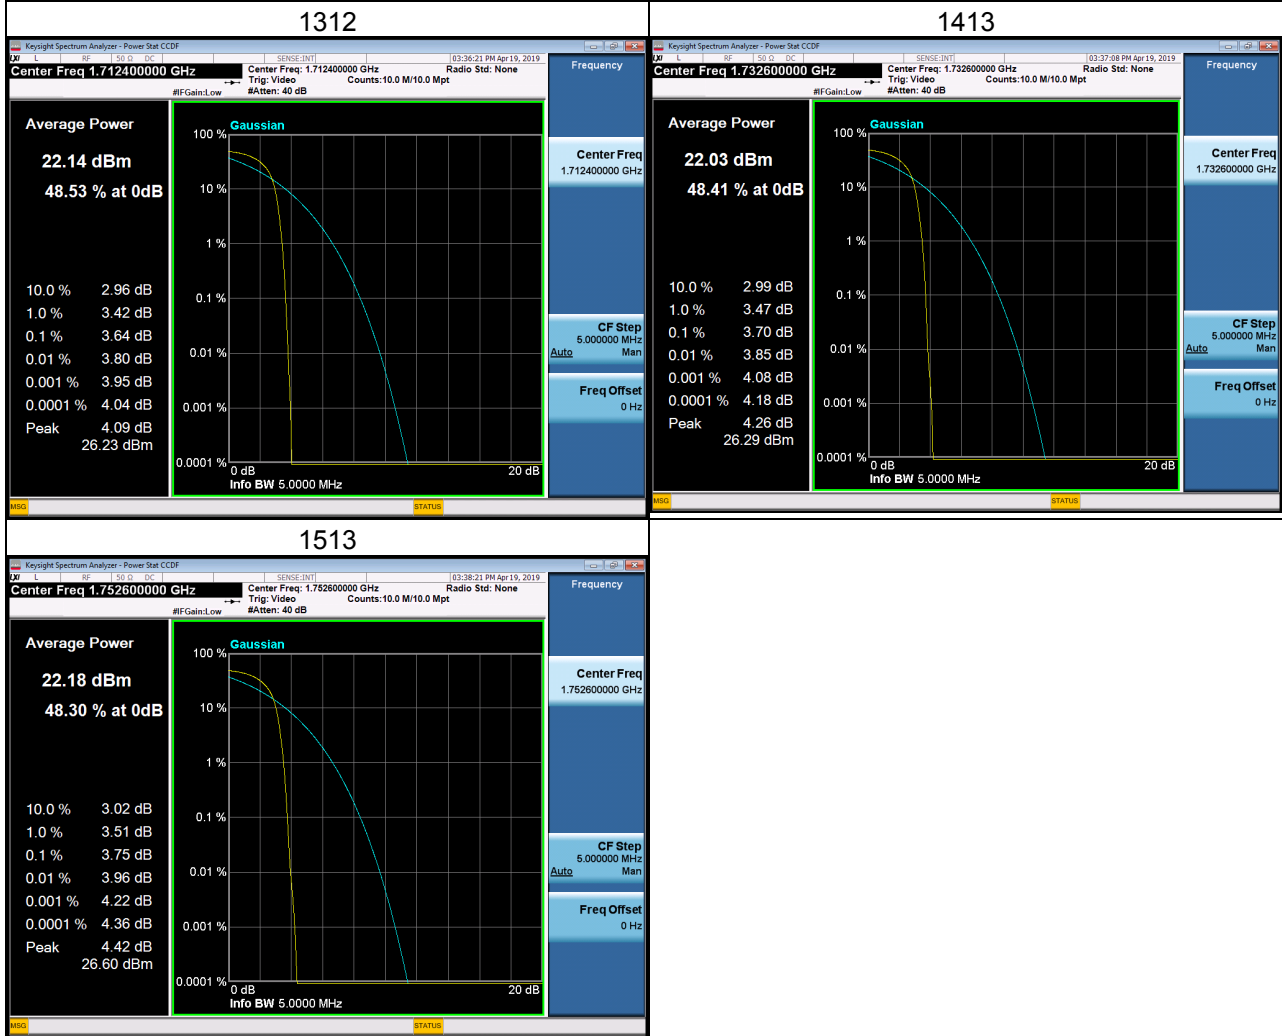 1312
Keysight Spectrum Analyzer - Power Stat CCDF
LXI L RF 50 Ω DC SENSE:INT 03:36:21 PM Apr 19, 2019
Center Freq 1.712400000 GHz
Center Freq: 1.712400000 GHz Radio Std: None
Trig: Video Counts:10.0 M/10.0 Mpt
#IFGain:Low #Atten: 40 dB
Average Power
22.14 dBm
48.53 % at 0dB
10.0 % 2.96 dB
1.0 % 3.42 dB
0.1 % 3.64 dB
0.01 % 3.80 dB
0.001 % 3.95 dB
0.0001 % 4.04 dB
Peak 4.09 dB
26.23 dBm
Gaussian
100 %
10 %
1 %
0.1 %
0.01 %
0.001 %
0.0001 %
0 dB 20 dB
Info BW 5.0000 MHz
Frequency
Center Freq
1.712400000 GHz
CF Step
5.000000 MHz
Auto Man
Freq Offset
0 Hz
MSG STATUS
1413
Keysight Spectrum Analyzer - Power Stat CCDF
LXI L RF 50 Ω DC SENSE:INT 03:37:08 PM Apr 19, 2019
Center Freq 1.732600000 GHz
Center Freq: 1.732600000 GHz Radio Std: None
Trig: Video Counts:10.0 M/10.0 Mpt
#IFGain:Low #Atten: 40 dB
Average Power
22.03 dBm
48.41 % at 0dB
10.0 % 2.99 dB
1.0 % 3.47 dB
0.1 % 3.70 dB
0.01 % 3.85 dB
0.001 % 4.08 dB
0.0001 % 4.18 dB
Peak 4.26 dB
26.29 dBm
Gaussian
100 %
10 %
1 %
0.1 %
0.01 %
0.001 %
0.0001 %
0 dB 20 dB
Info BW 5.0000 MHz
Frequency
Center Freq
1.732600000 GHz
CF Step
5.000000 MHz
Auto Man
Freq Offset
0 Hz
MSG STATUS
1513
Keysight Spectrum Analyzer - Power Stat CCDF
LXI L RF 50 Ω DC SENSE:INT 03:38:21 PM Apr 19, 2019
Center Freq 1.752600000 GHz
Center Freq: 1.752600000 GHz Radio Std: None
Trig: Video Counts:10.0 M/10.0 Mpt
#IFGain:Low #Atten: 40 dB
Average Power
22.18 dBm
48.30 % at 0dB
10.0 % 3.02 dB
1.0 % 3.51 dB
0.1 % 3.75 dB
0.01 % 3.96 dB
0.001 % 4.22 dB
0.0001 % 4.36 dB
Peak 4.42 dB
26.60 dBm
Gaussian
100 %
10 %
1 %
0.1 %
0.01 %
0.001 %
0.0001 %
0 dB 20 dB
Info BW 5.0000 MHz
Frequency
Center Freq
1.752600000 GHz
CF Step
5.000000 MHz
Auto Man
Freq Offset
0 Hz
MSG STATUS